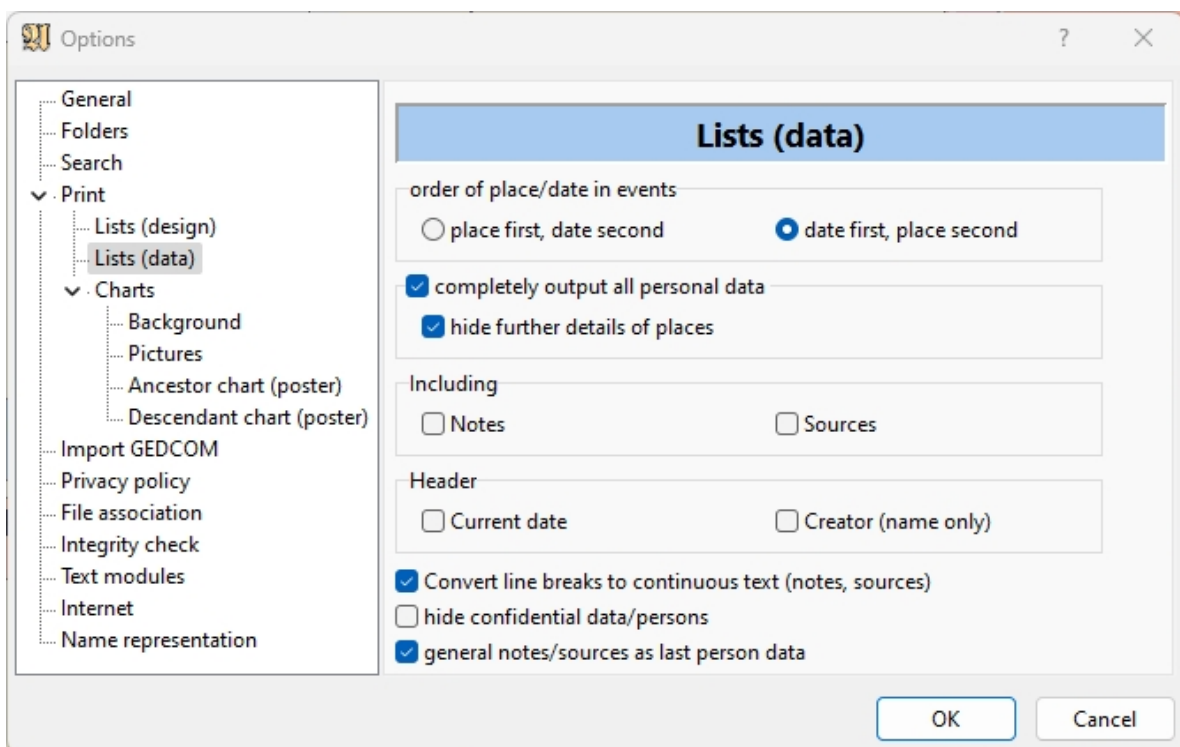 Options
General
Folders
Search
Print
Lists (design)
Lists (data)
Charts
Background
Pictures
Ancestor chart (poster)
Descendant chart (poster)
Import GEDCOM
Privacy policy
File association
Integrity check
Text modules
Internet
Name representation
Lists (data)
order of place/date in events
place first, date second
date first, place second
completely output all personal data
hide further details of places
Including
Notes
Sources
Header
Current date
Creator (name only)
Convert line breaks to continuous text (notes, sources)
hide confidential data/persons
general notes/sources as last person data
OK
Cancel